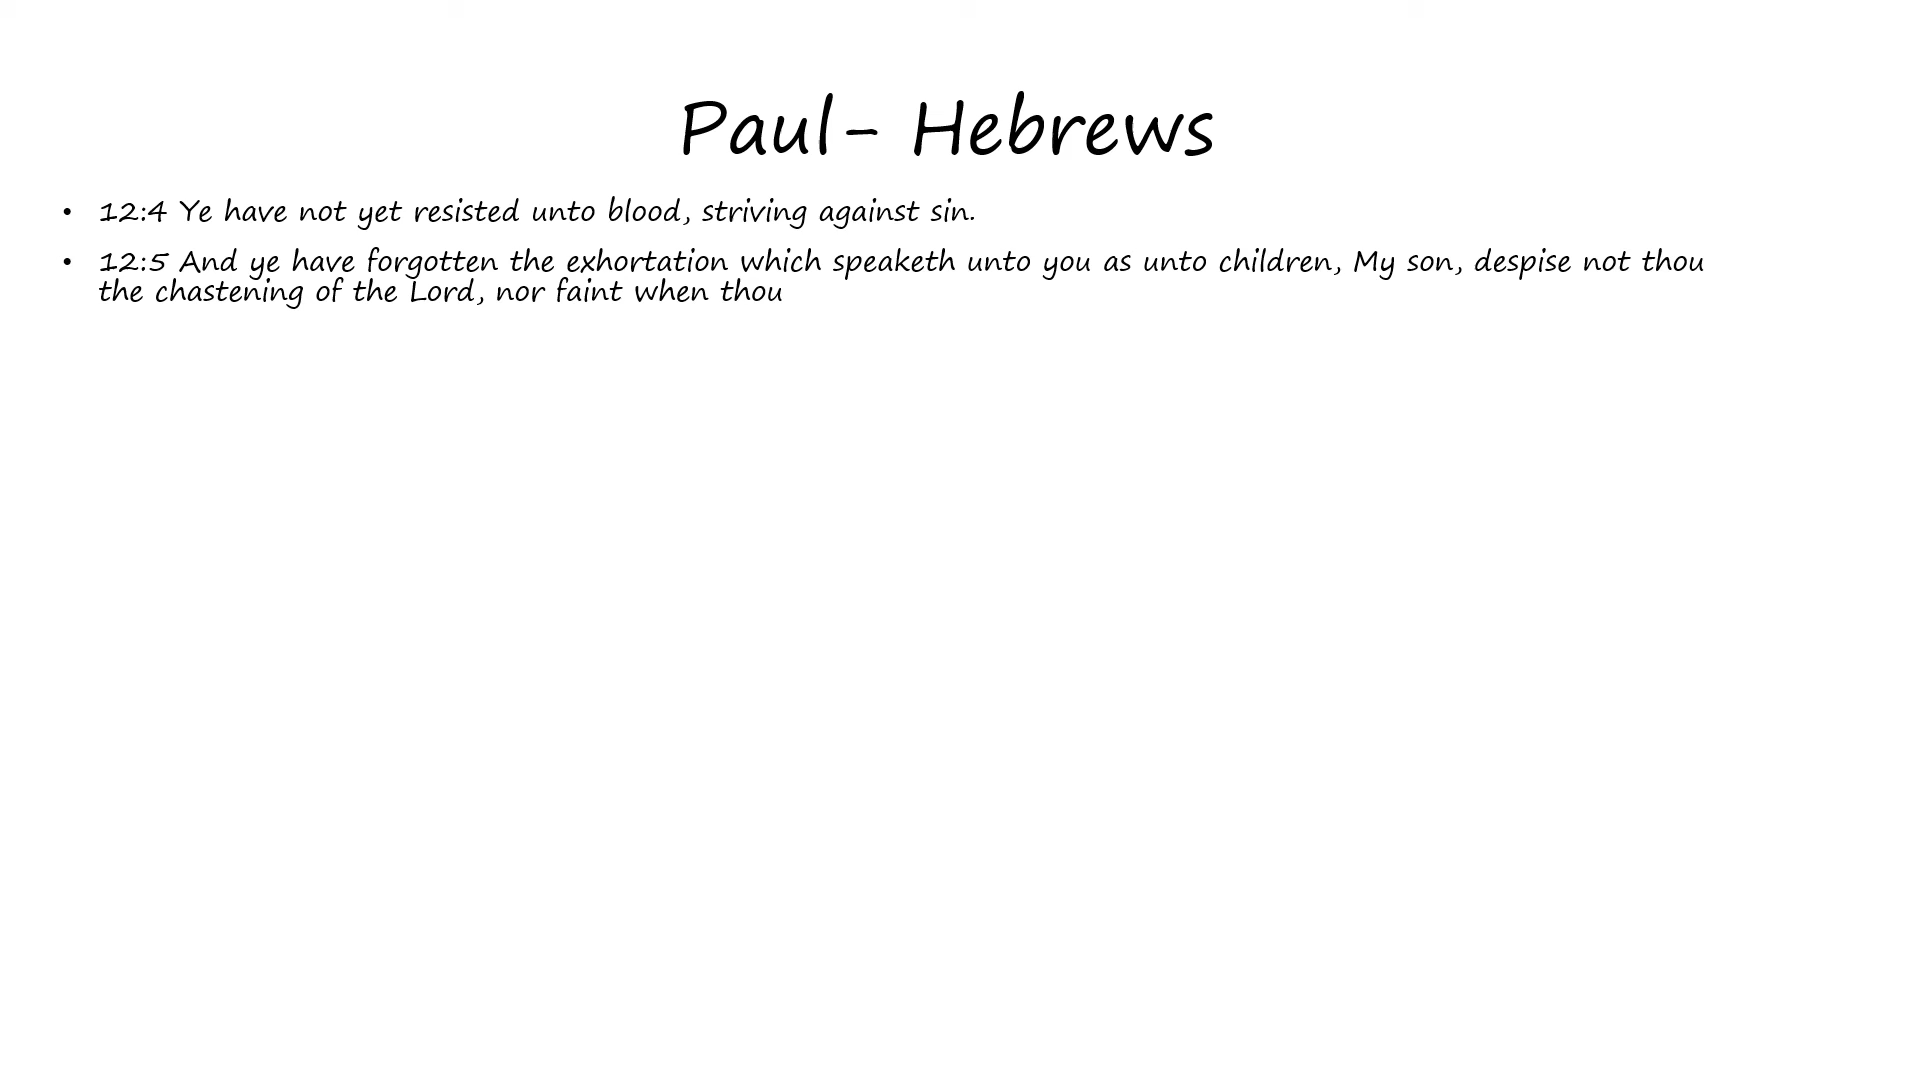 Paul- Hebrews
• 12:4 Ye have not yet resisted unto blood, striving against sin.
• 12:5 And ye have forgotten the exhortation which speaketh unto you as unto children, My son, despise not thou
the chastening of the Lord, nor faint when thou